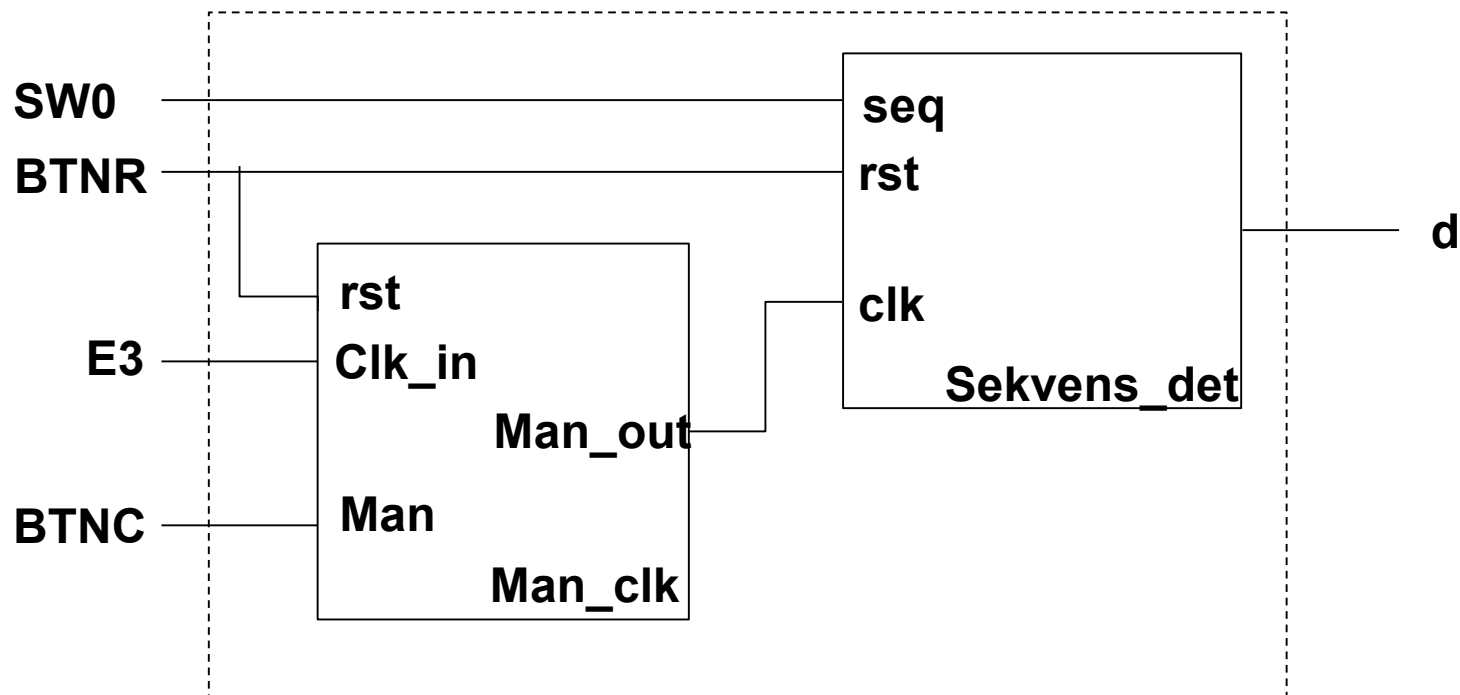 SW0
BTNR
E3
BTNC
rst
Clk_in
Man_out
Man
Man_clk
seq
rst
clk
Sekvens_det
d